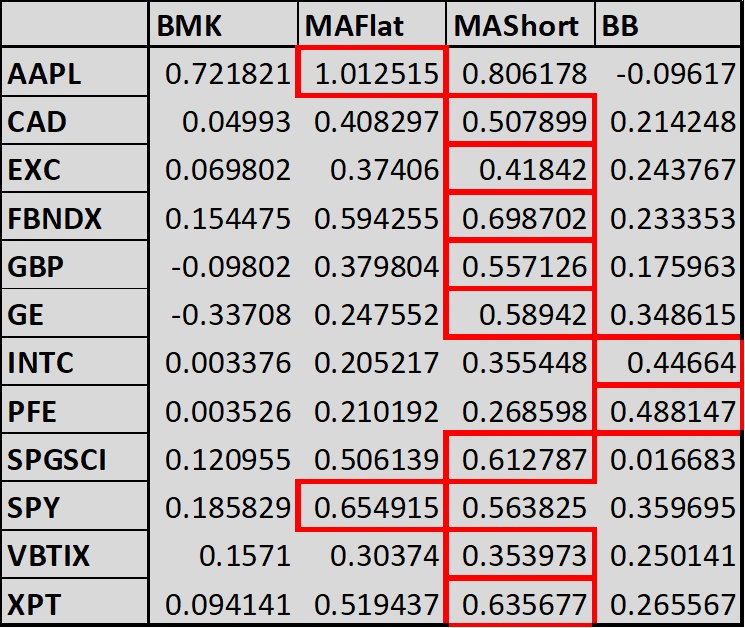 BMK MAFlat MAShort BB
AAPL 0.721821 1.012515 0.806178 -0.09617
CAD 0.04993 0.408297 0.507899 0.214248
EXC 0.069802 0.37406 0.41842 0.243767
FBNDX 0.154475 0.594255 0.698702 0.233353
GBP -0.09802 0.379804 0.557126 0.175963
GE -0.33708 0.247552 0.58942 0.348615
INTC 0.003376 0.205217 0.355448 0.44664
PFE 0.003526 0.210192 0.268598 0.488147
SPGSCI 0.120955 0.506139 0.612787 0.016683
SPY 0.185829 0.654915 0.563825 0.359695
VBTIX 0.1571 0.30374 0.353973 0.250141
XPT 0.094141 0.519437 0.635677 0.265567